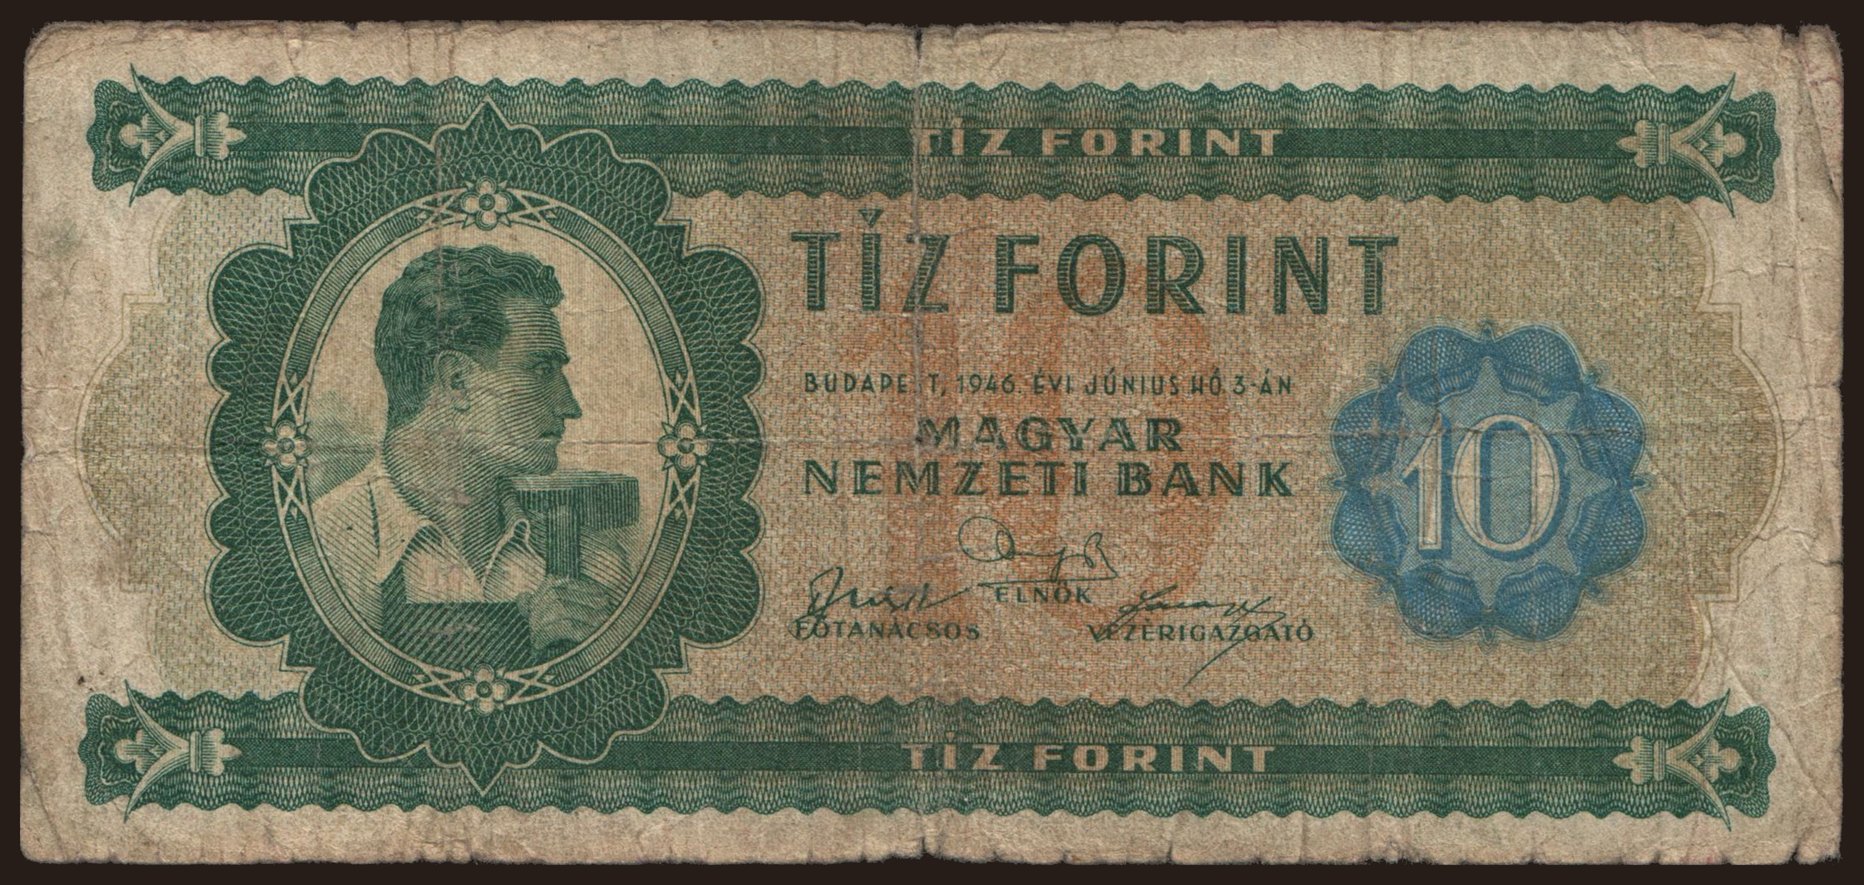 TÍZ FORINT
TÍZ FORINT
BUDAPEST, 1946. ÉVI JÚNIUS HÓ 3-ÁN
MAGYAR
NEMZETI BANK
10
10
ELNÖK
FŐTANÁCSOS VEZÉRIGAZGATÓ
TÍZ FORINT